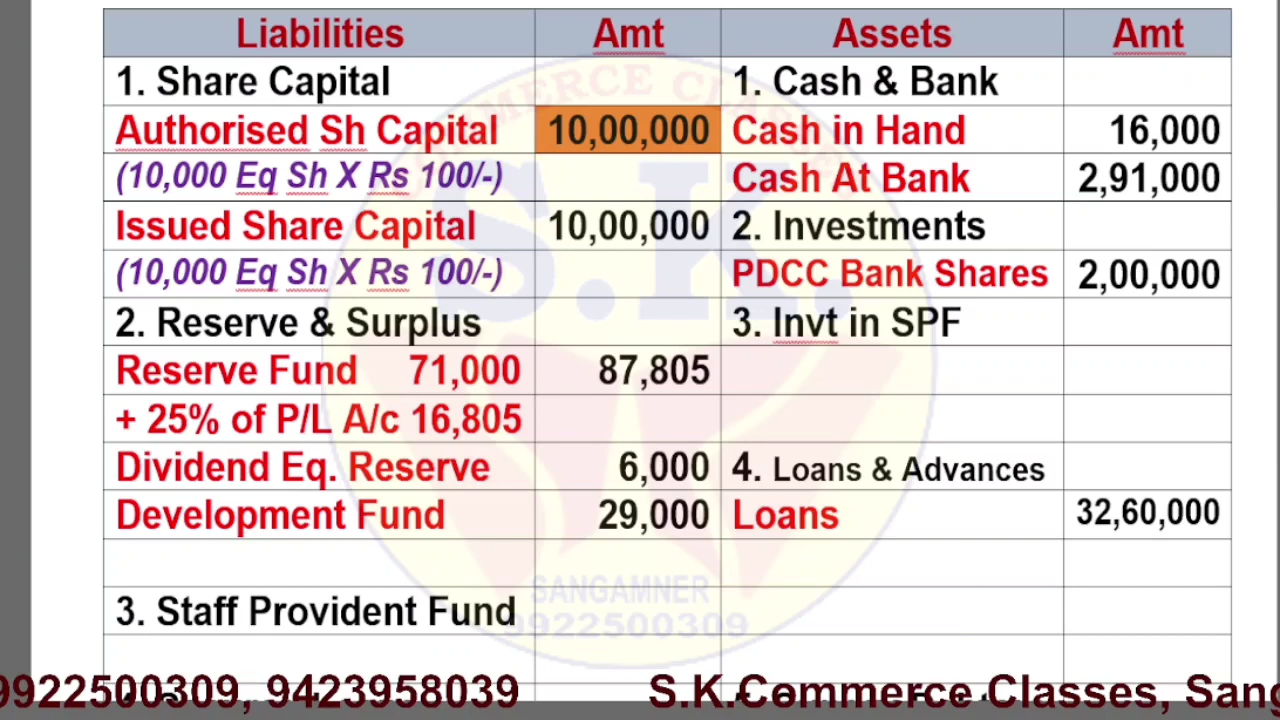 Liabilities Amt Assets Amt
1. Share Capital 1. Cash & Bank
Authorised Sh Capital 10,00,000 Cash in Hand 16,000
(10,000 Eq Sh X Rs 100/-) Cash At Bank 2,91,000
Issued Share Capital 10,00,000 2. Investments
(10,000 Eq Sh X Rs 100/-) PDCC Bank Shares 2,00,000
2. Reserve & Surplus 3. Invt in SPF
Reserve Fund 71,000 87,805
+ 25% of P/L A/c 16,805
Dividend Eq. Reserve 6,000 4. Loans & Advances
Development Fund 29,000 Loans 32,60,000
3. Staff Provident Fund
COMMERCE CLASSES
S.K.
SANGAMNER
9922500309
9922500309, 9423958039 S.K.Commerce Classes, Sang